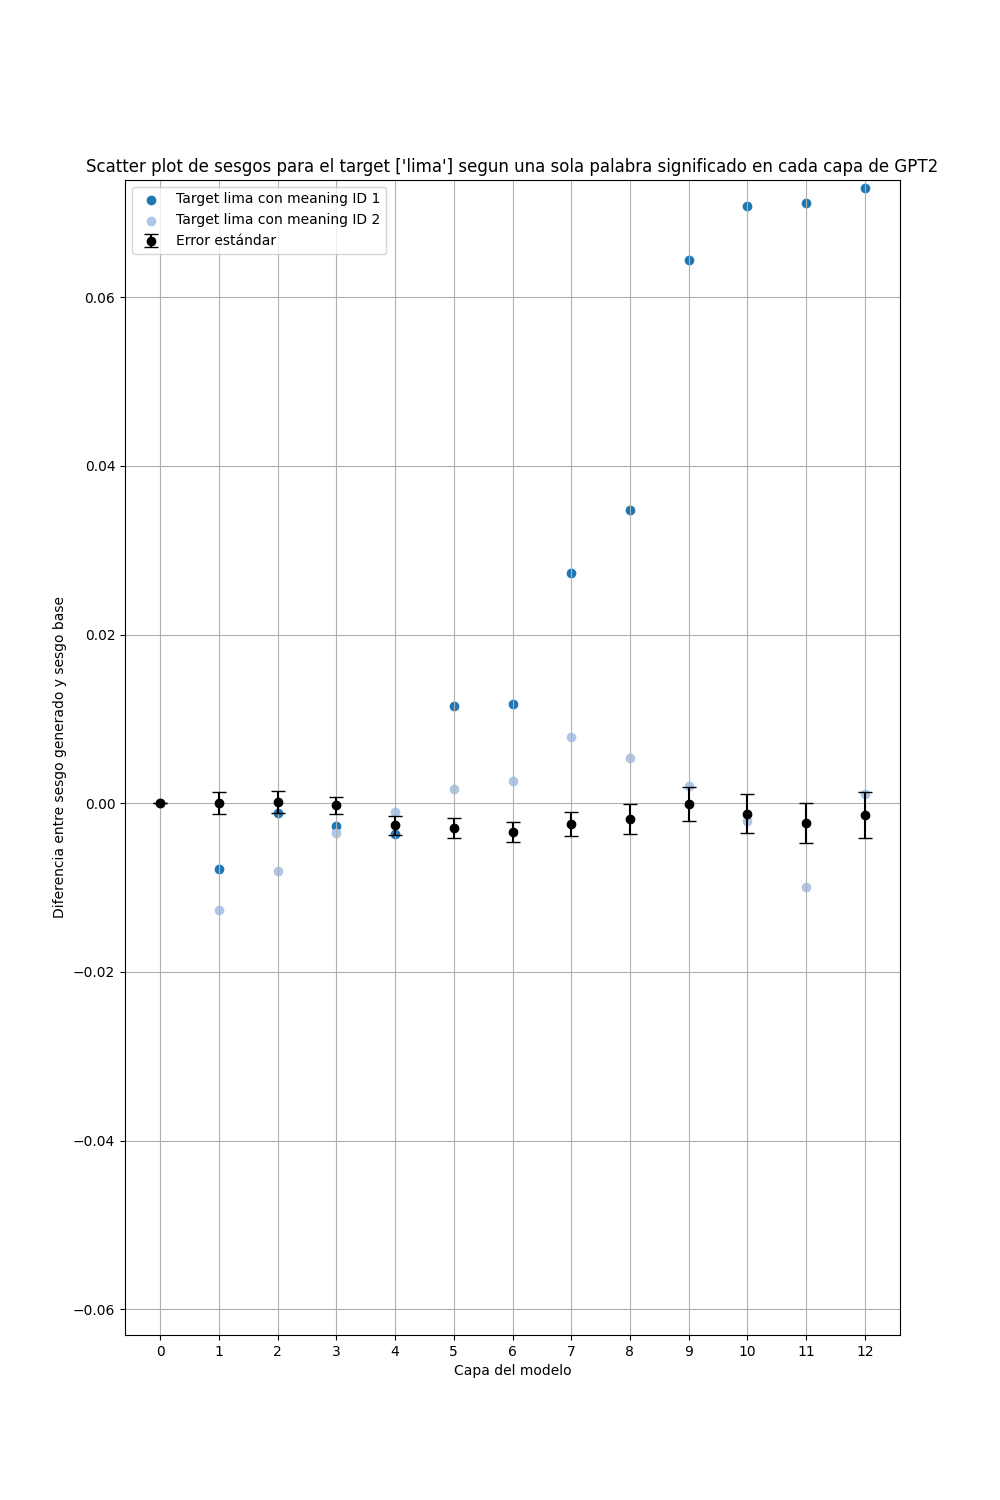 Scatter plot de sesgos para el target ['lima'] segun una sola palabra significado en cada capa de GPT2
Target lima con meaning ID 1
Target lima con meaning ID 2
Error estándar
0.06
0.04
0.02
0.00
−0.02
−0.04
−0.06
Diferencia entre sesgo generado y sesgo base
0 1 2 3 4 5 6 7 8 9 10 11 12
Capa del modelo